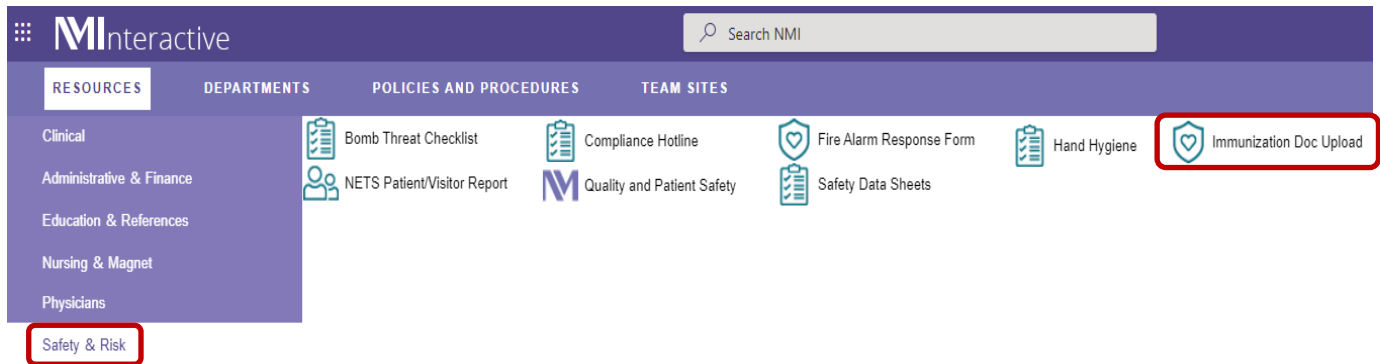 NMInteractive
Search NMI
RESOURCES DEPARTMENTS POLICIES AND PROCEDURES TEAM SITES
Clinical
Administrative & Finance
Education & References
Nursing & Magnet
Physicians
Safety & Risk
Bomb Threat Checklist Compliance Hotline Fire Alarm Response Form Hand Hygiene Immunization Doc Upload
NETS Patient/Visitor Report NM Quality and Patient Safety Safety Data Sheets